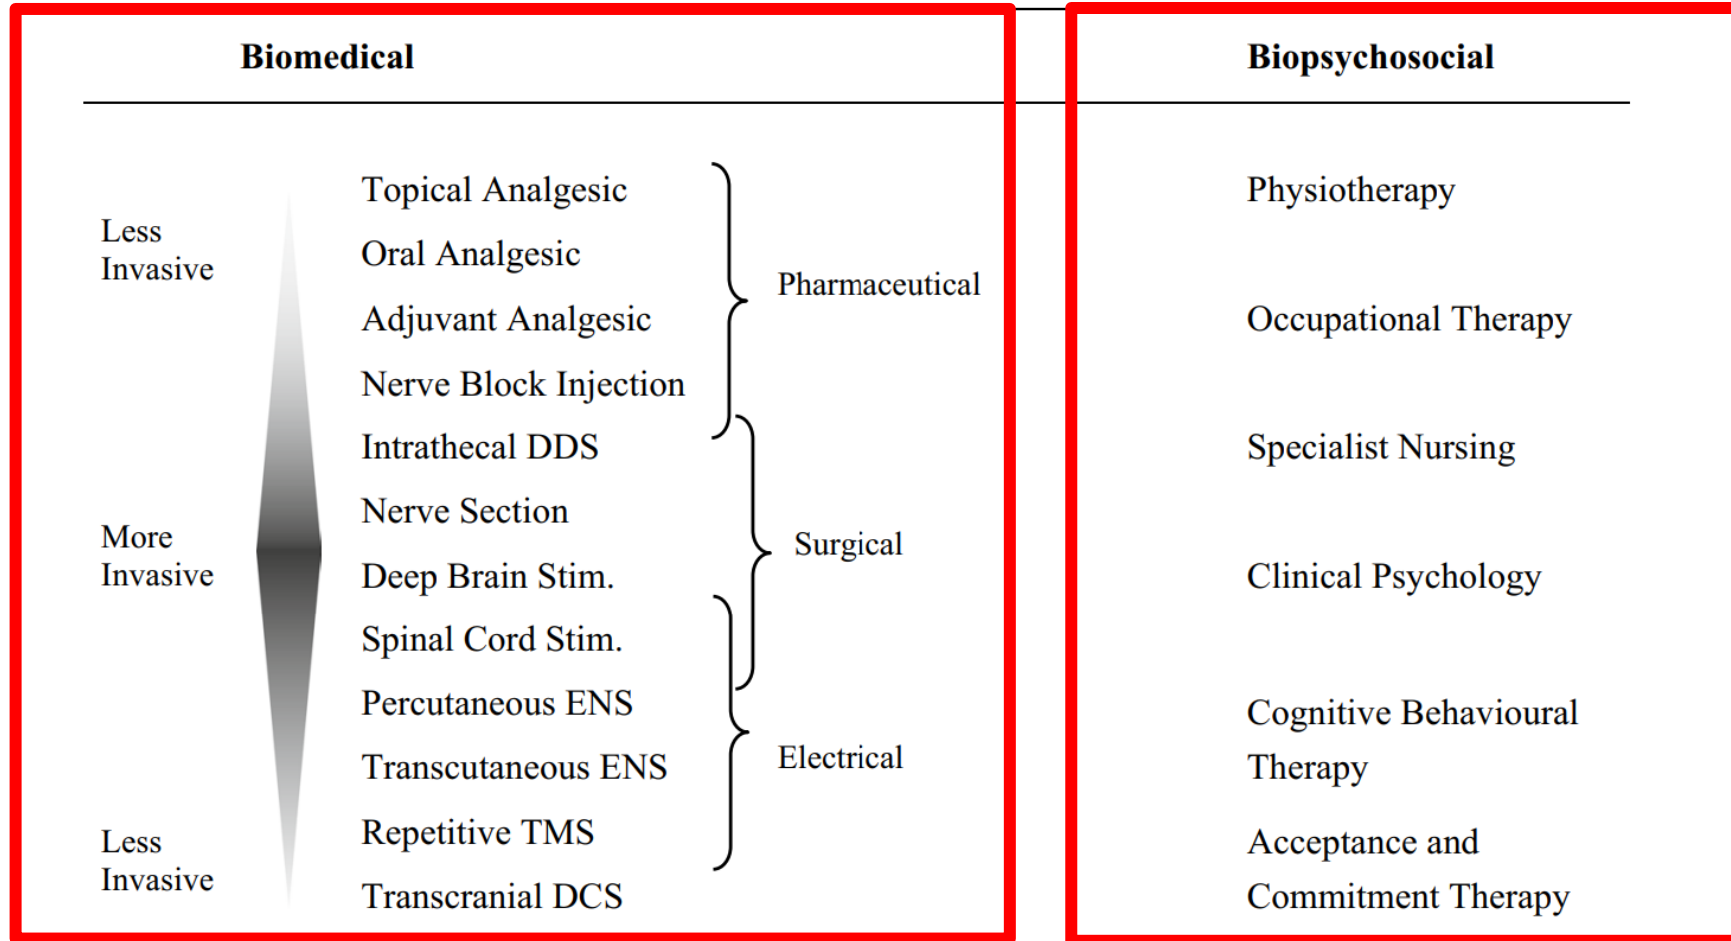 Biomedical
Biopsychosocial
Less
Invasive
More
Invasive
Less
Invasive
Topical Analgesic
Oral Analgesic
Adjuvant Analgesic
Nerve Block Injection
Intrathecal DDS
Nerve Section
Deep Brain Stim.
Spinal Cord Stim.
Percutaneous ENS
Transcutaneous ENS
Repetitive TMS
Transcranial DCS
Pharmaceutical
Surgical
Electrical
Physiotherapy
Occupational Therapy
Specialist Nursing
Clinical Psychology
Cognitive Behavioural
Therapy
Acceptance and
Commitment Therapy